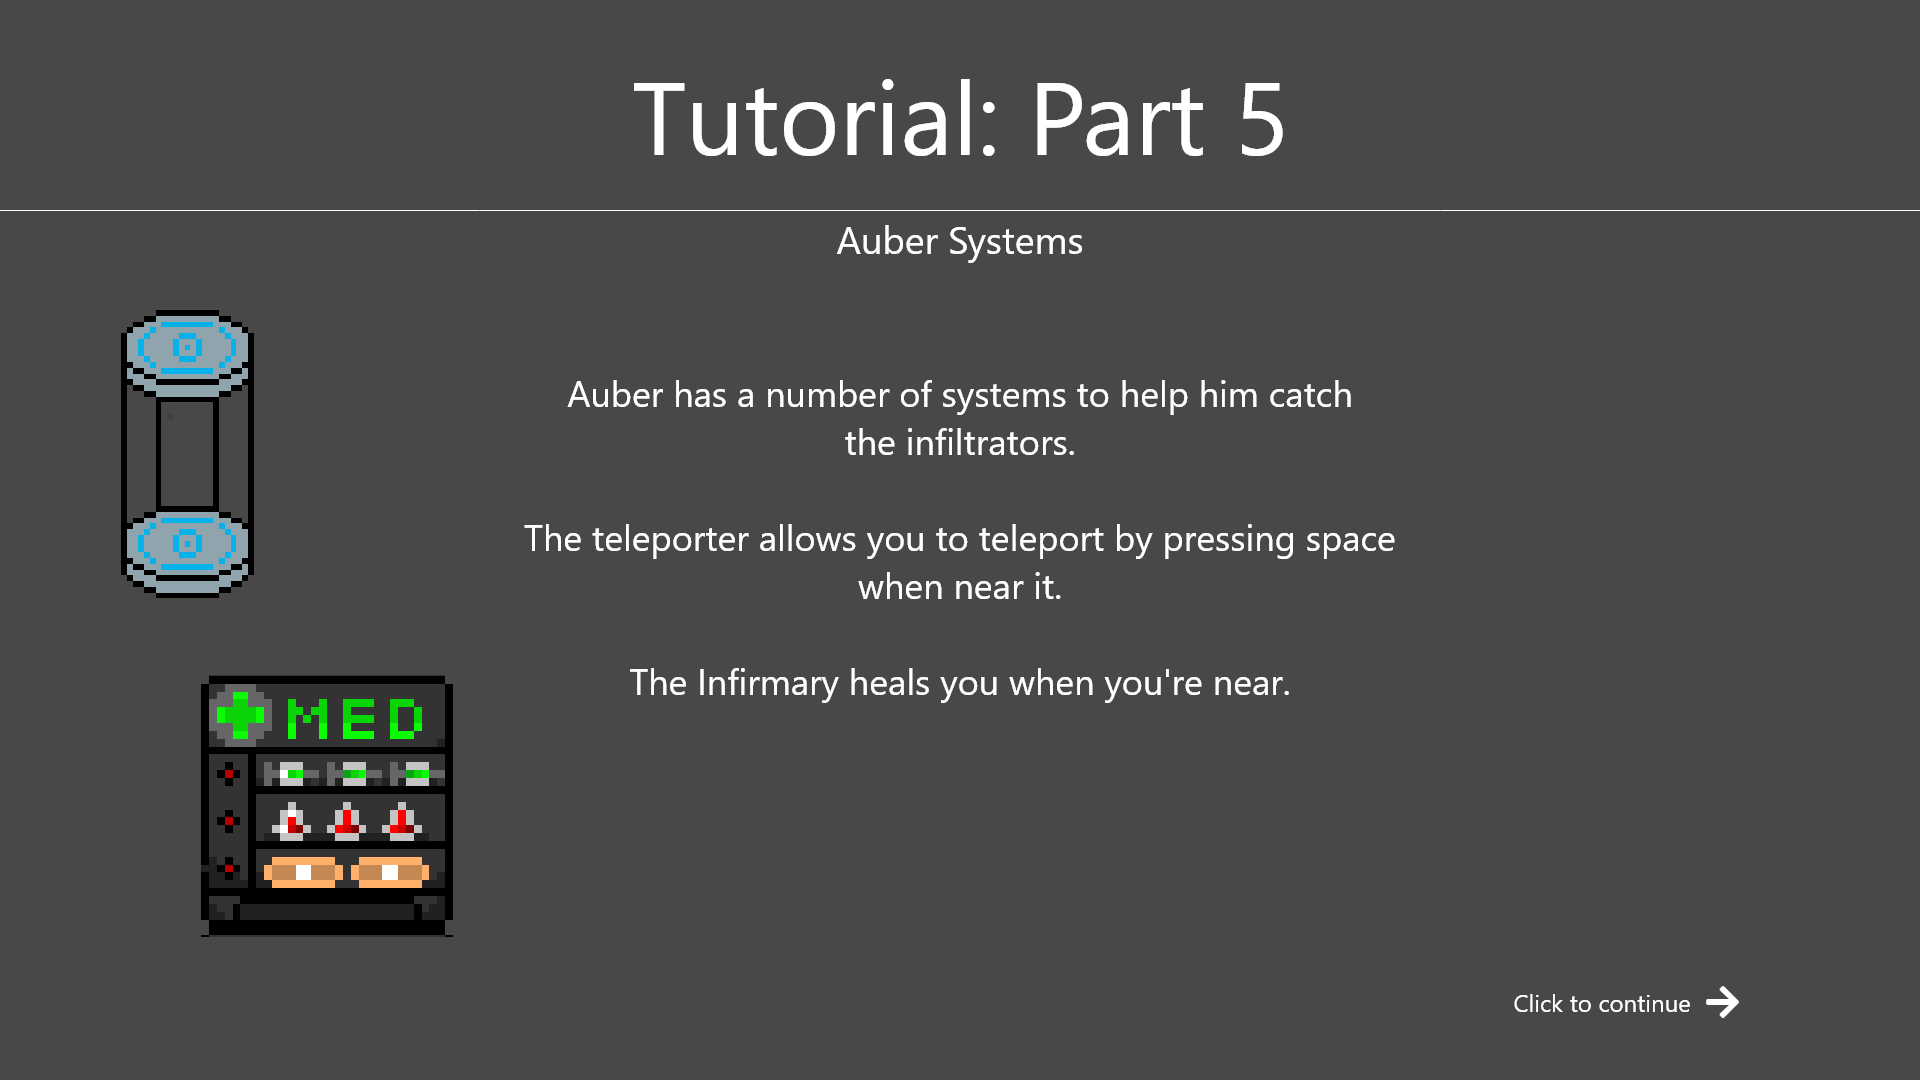 Tutorial: Part 5
Auber Systems
Auber has a number of systems to help him catch
the infiltrators.
The teleporter allows you to teleport by pressing space
when near it.
The Infirmary heals you when you're near.
MED
Click to continue